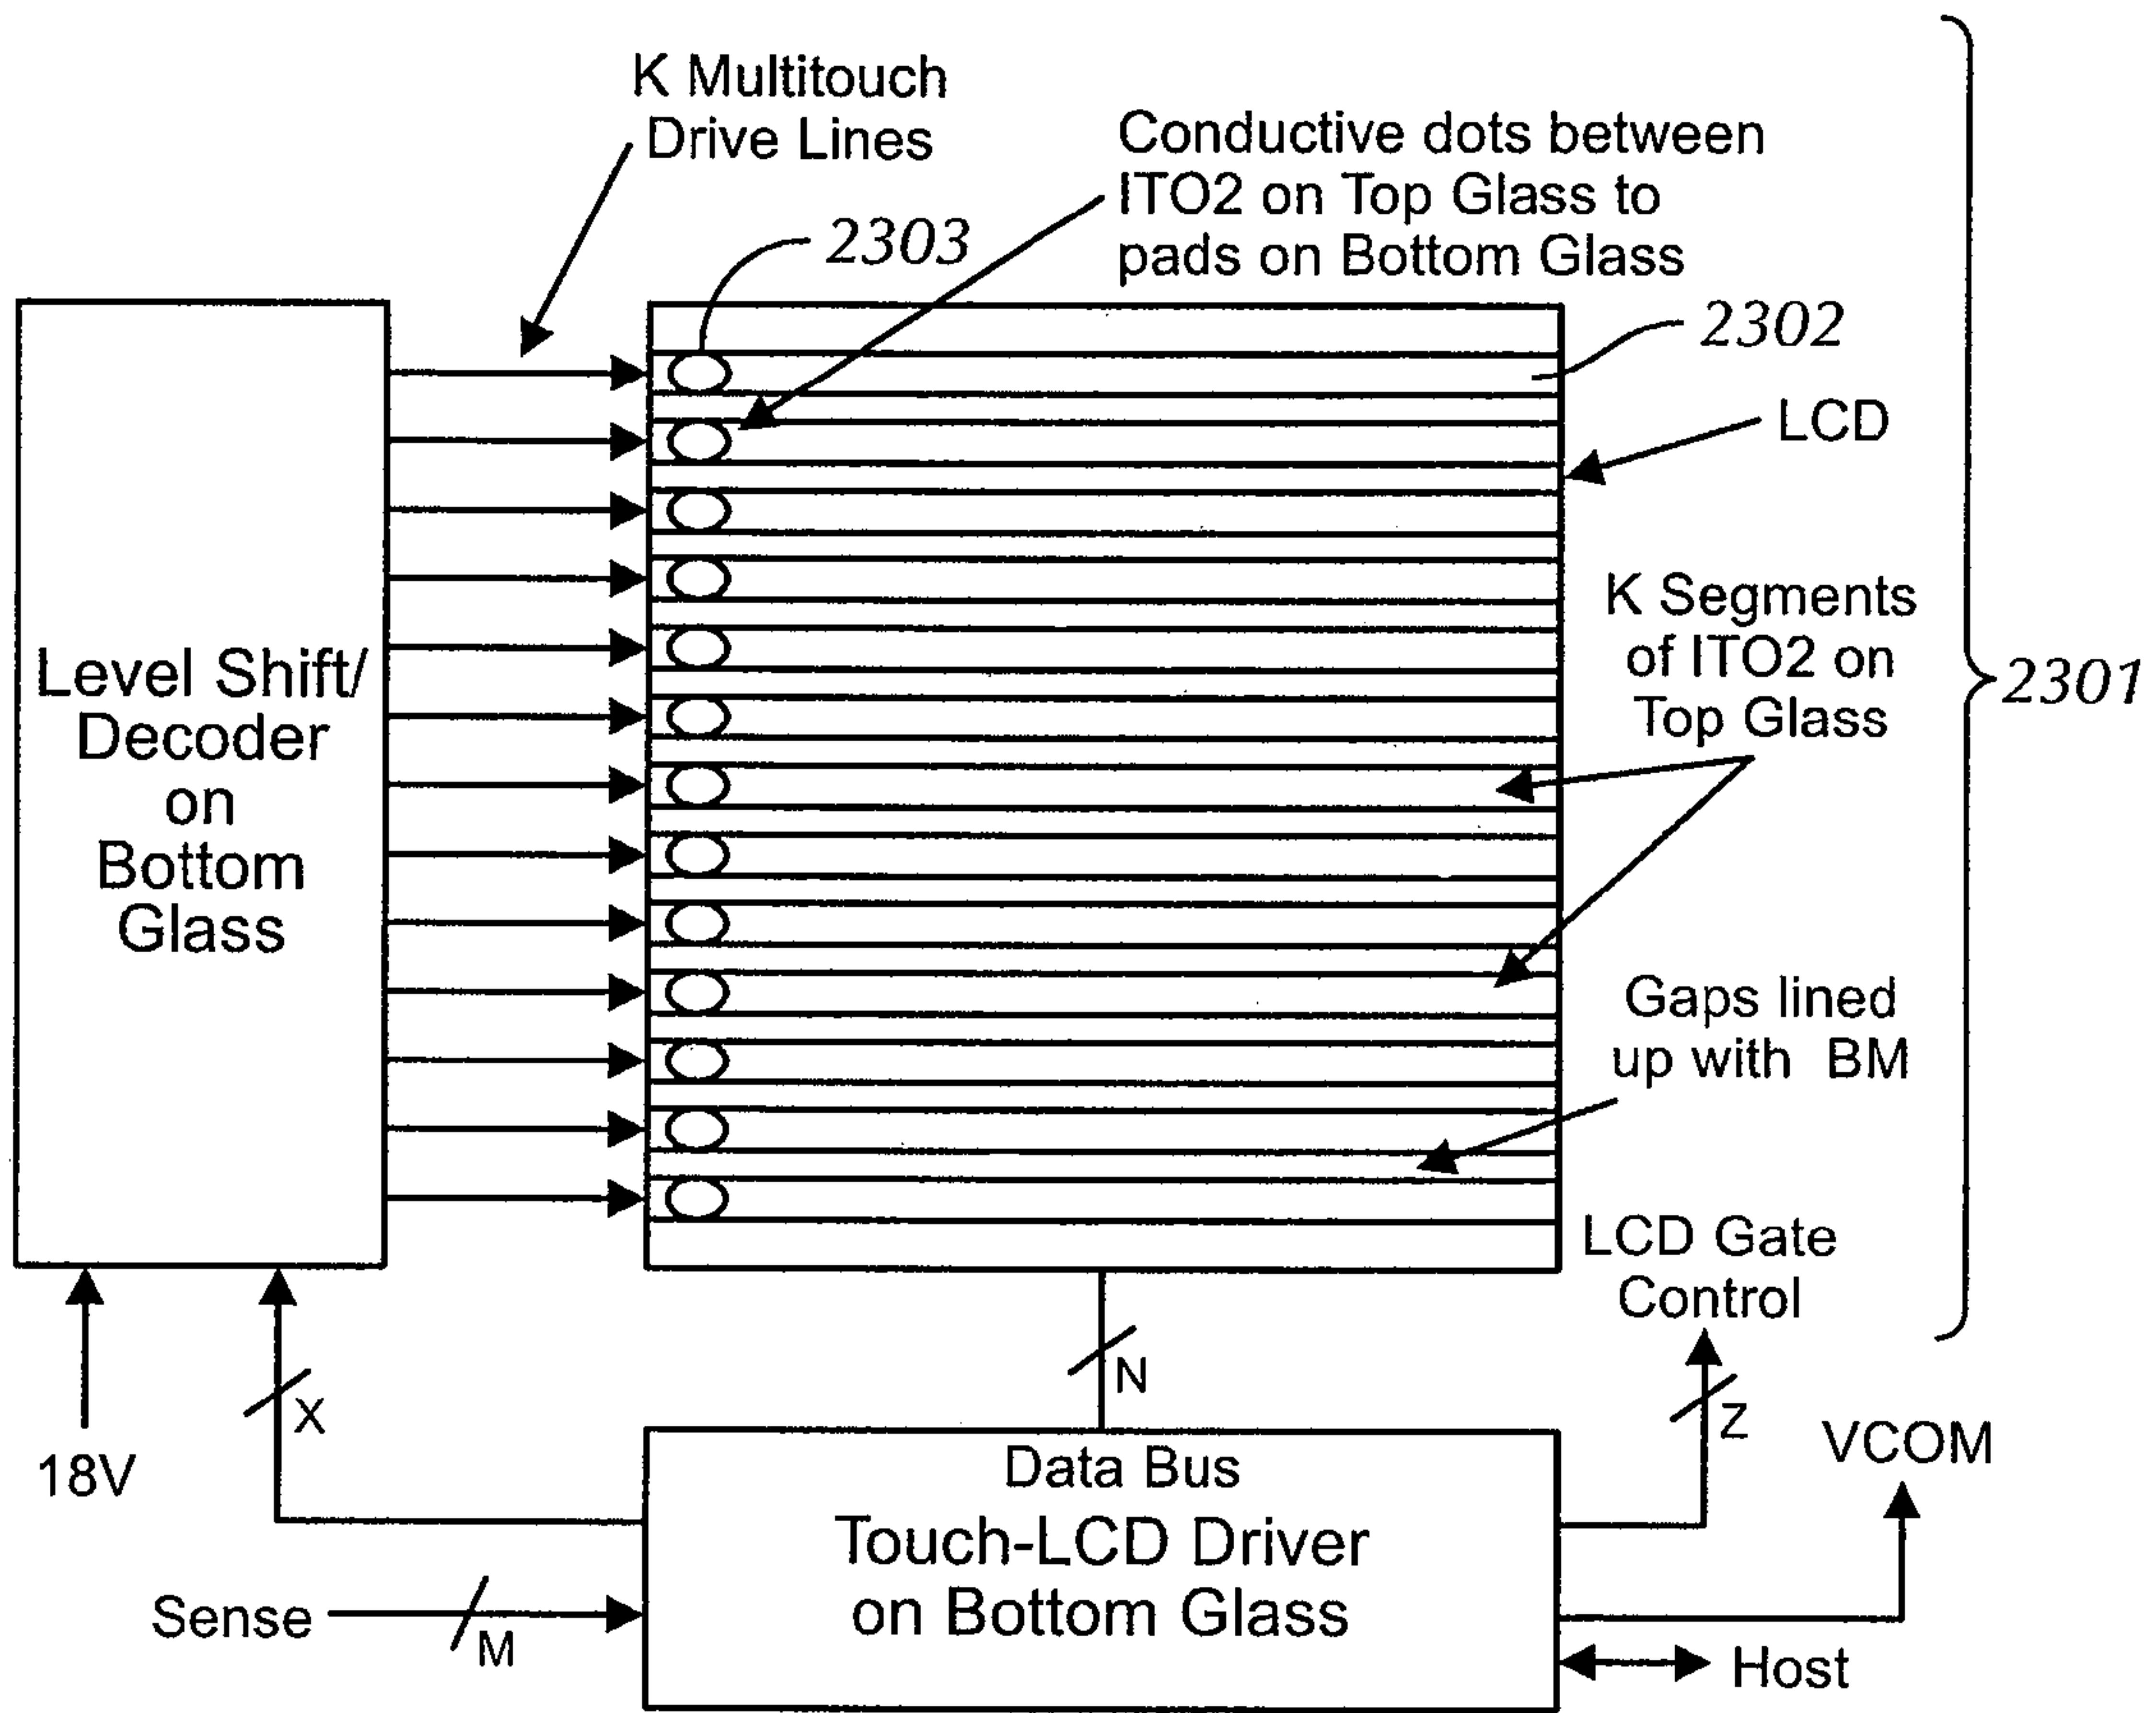 K Multitouch
Drive Lines
Conductive dots between
ITO2 on Top Glass to
pads on Bottom Glass
2303
2302
LCD
K Segments
of ITO2 on
Top Glass
2301
Level Shift/
Decoder
on
Bottom
Glass
Gaps lined
up with BM
LCD Gate
Control
18V
X
N
Z
VCOM
Data Bus
Touch-LCD Driver
on Bottom Glass
Sense
M
Host